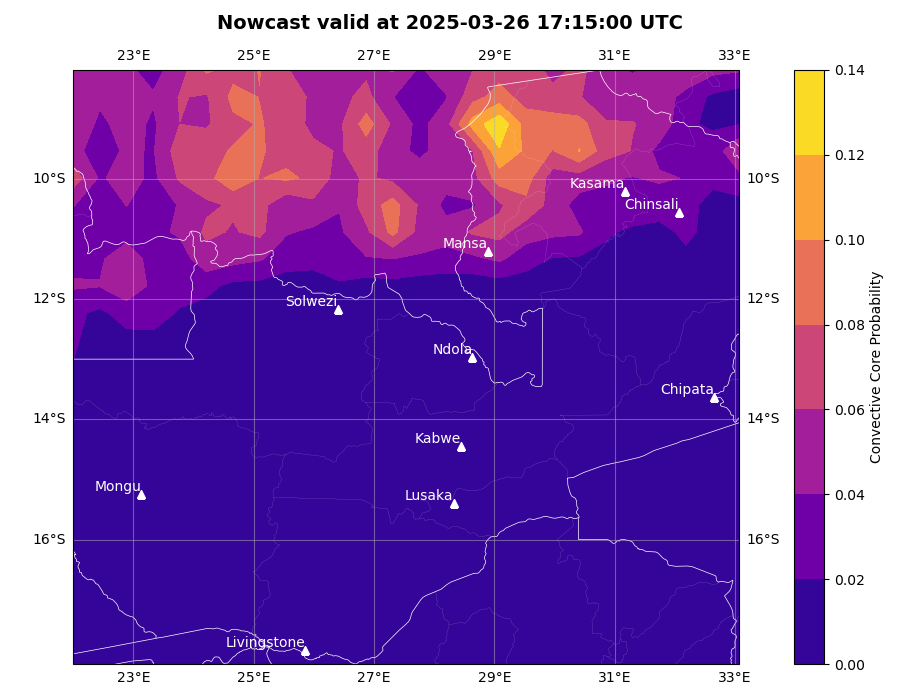 Nowcast valid at 2025-03-26 17:15:00 UTC
23°E 25°E 27°E 29°E 31°E 33°E
0.14
0.12
10°S Kasama 10°S
Chinsali
0.10
Mansa
12°S Solwezi 12°S
0.08
Ndola
Chipata
0.06
14°S 14°S
Kabwe
Mongu
Lusaka
0.04
16°S 16°S
0.02
Livingstone
0.00
23°E 25°E 27°E 29°E 31°E 33°E
Convective Core Probability